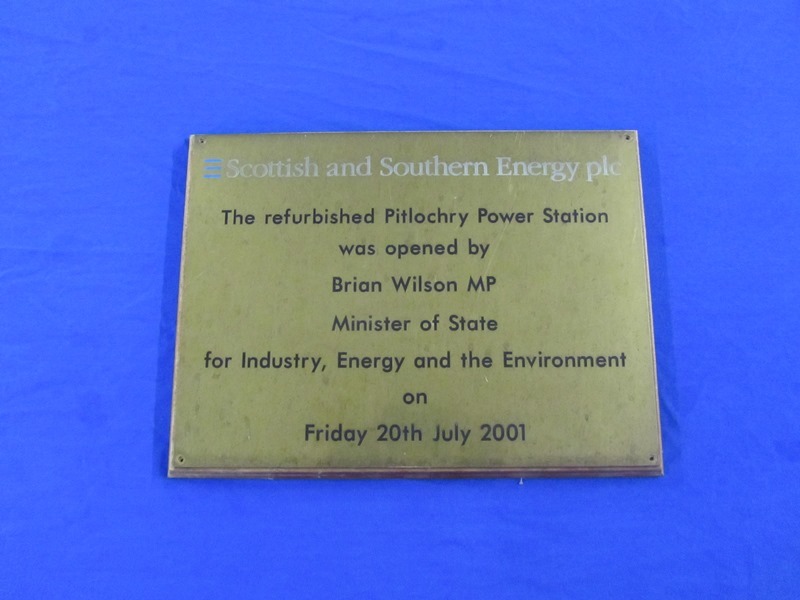 Scottish and Southern Energy plc
The refurbished Pitlochry Power Station
was opened by
Brian Wilson MP
Minister of State
for Industry, Energy and the Environment
on
Friday 20th July 2001